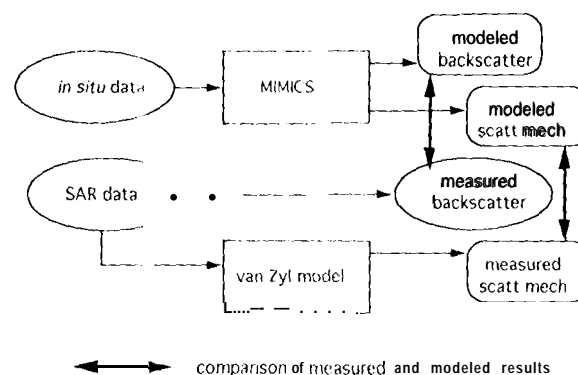 modeled
backscatter
in situ data
MIMICS
modeled
scatt mech
SAR data
measured
backscatter
van Zyl model
measured
scatt mech
comparison of measured and modeled results